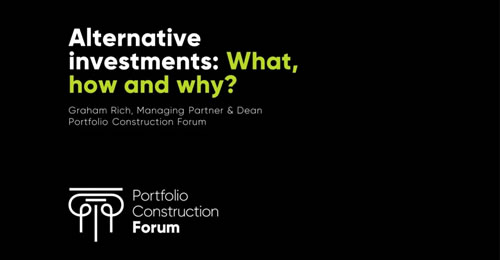 Alternative
investments: What,
how and why?
Graham Rich, Managing Partner & Dean
Portfolio Construction Forum
Portfolio
Construction
Forum